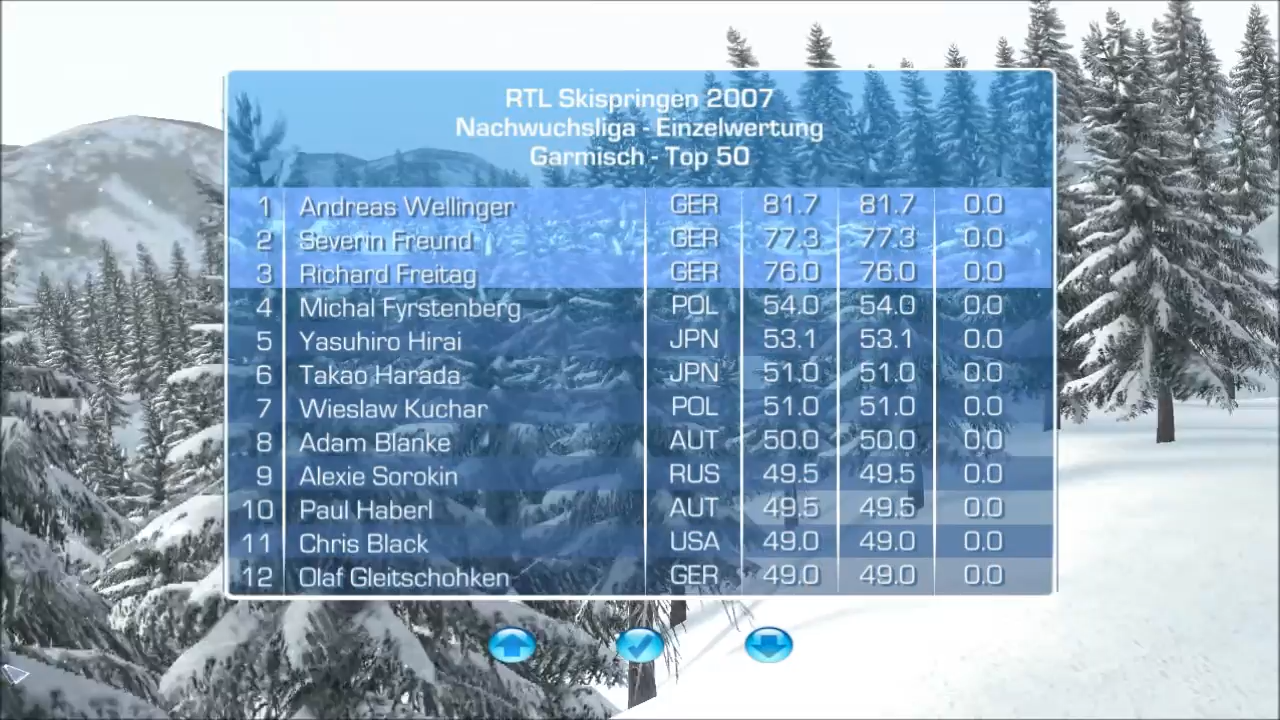 RTL Skispringen 2007
Nachwuchsliga - Einzelwertung
Garmisch - Top 50
1 Andreas Wellinger GER 81.7 81.7 0.0
2 Severin Freund GER 77.3 77.3 0.0
3 Richard Freitag GER 76.0 76.0 0.0
4 Michal Fyrstenberg POL 54.0 54.0 0.0
5 Yasuhiro Hirai JPN 53.1 53.1 0.0
6 Takao Harada JPN 51.0 51.0 0.0
7 Wieslaw Kuchar POL 51.0 51.0 0.0
8 Adam Blanke AUT 50.0 50.0 0.0
9 Alexie Sorokin RUS 49.5 49.5 0.0
10 Paul Haberl AUT 49.5 49.5 0.0
11 Chris Black USA 49.0 49.0 0.0
12 Olaf Gleitschohken GER 49.0 49.0 0.0